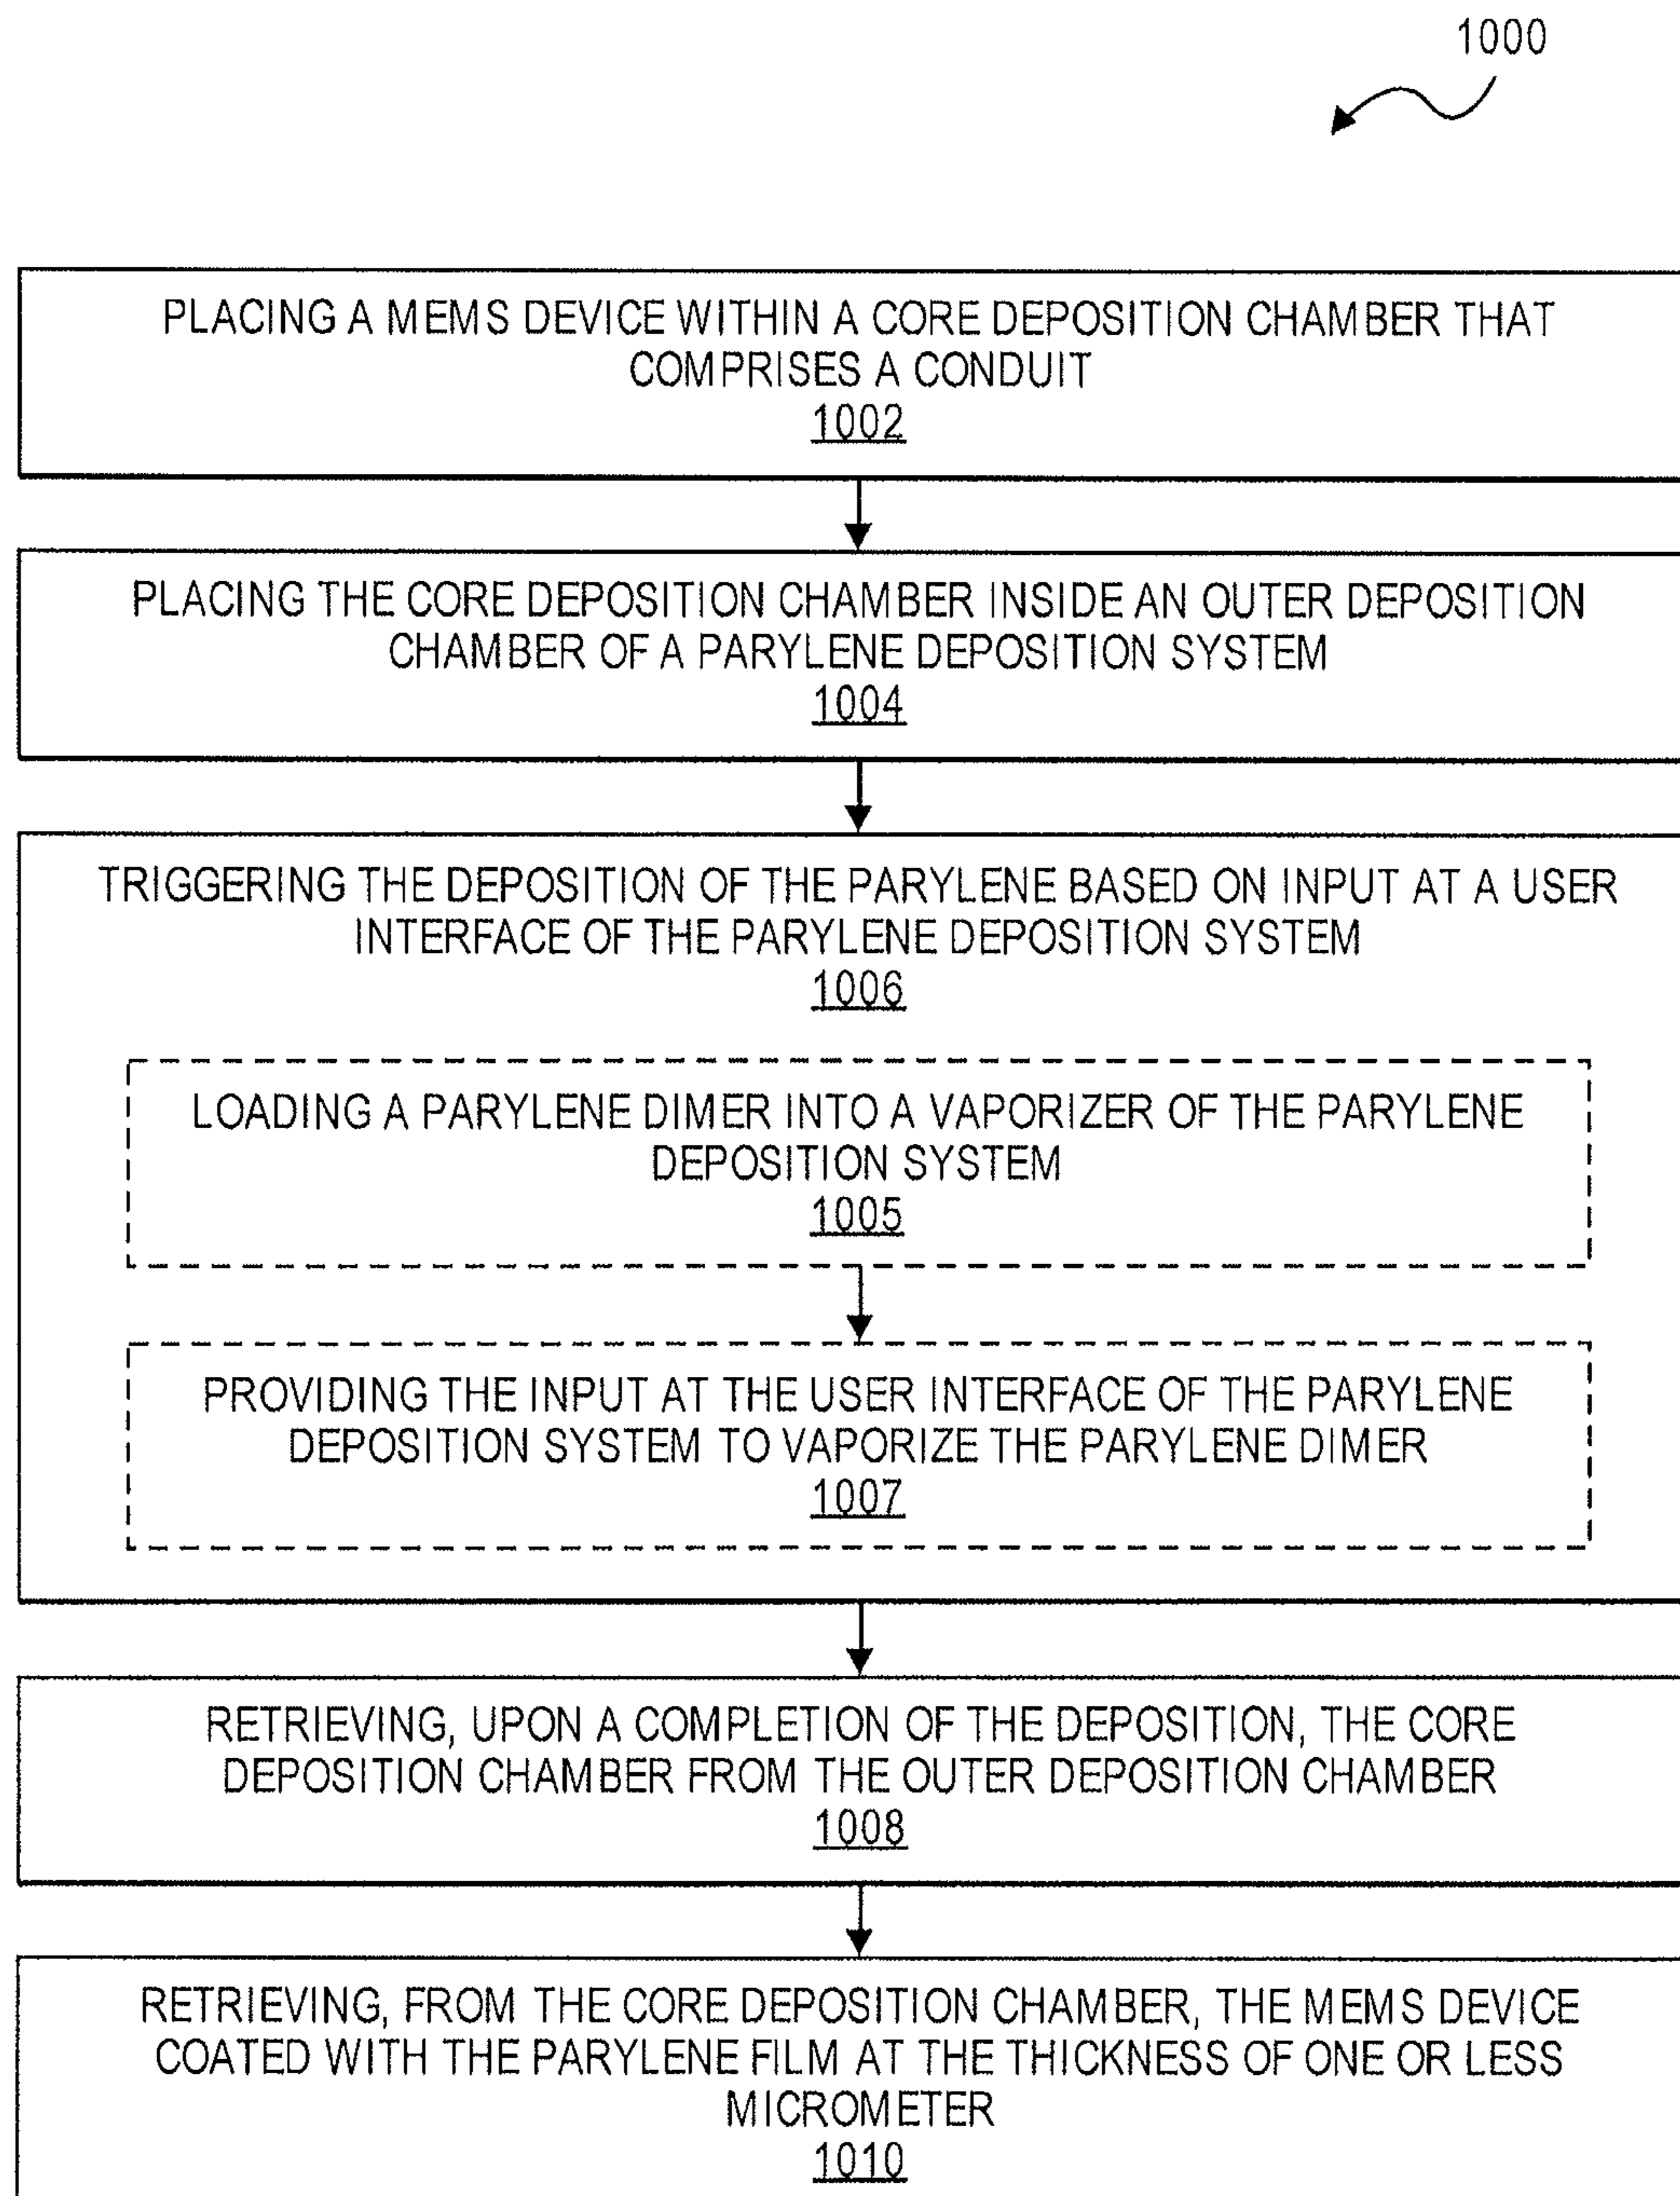 1000
PLACING A MEMS DEVICE WITHIN A CORE DEPOSITION CHAMBER THAT
COMPRISES A CONDUIT
1002
PLACING THE CORE DEPOSITION CHAMBER INSIDE AN OUTER DEPOSITION
CHAMBER OF A PARYLENE DEPOSITION SYSTEM
1004
TRIGGERING THE DEPOSITION OF THE PARYLENE BASED ON INPUT AT A USER
INTERFACE OF THE PARYLENE DEPOSITION SYSTEM
1006
LOADING A PARYLENE DIMER INTO A VAPORIZER OF THE PARYLENE
DEPOSITION SYSTEM
1005
PROVIDING THE INPUT AT THE USER INTERFACE OF THE PARYLENE
DEPOSITION SYSTEM TO VAPORIZE THE PARYLENE DIMER
1007
RETRIEVING, UPON A COMPLETION OF THE DEPOSITION, THE CORE
DEPOSITION CHAMBER FROM THE OUTER DEPOSITION CHAMBER
1008
RETRIEVING, FROM THE CORE DEPOSITION CHAMBER, THE MEMS DEVICE
COATED WITH THE PARYLENE FILM AT THE THICKNESS OF ONE OR LESS
MICROMETER
1010